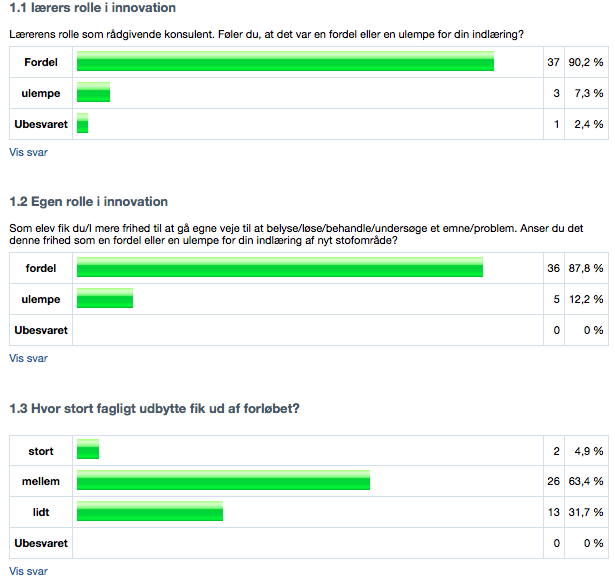 1.1 lærers rolle i innovation
Lærerens rolle som rådgivende konsulent. Føler du, at det var en fordel eller en ulempe for din indlæring?
Fordel 37 90,2 %
ulempe 3 7,3 %
Ubesvaret 1 2,4 %
Vis svar
1.2 Egen rolle i innovation
Som elev fik du/I mere frihed til at gå egne veje til at belyse/løse/behandle/undersøge et emne/problem. Anser du det
denne frihed som en fordel eller en ulempe for din indlæring af nyt stofområde?
fordel 36 87,8 %
ulempe 5 12,2 %
Ubesvaret 0 0 %
Vis svar
1.3 Hvor stort fagligt udbytte fik ud af forløbet?
stort 2 4,9 %
mellem 26 63,4 %
lidt 13 31,7 %
Ubesvaret 0 0 %
Vis svar